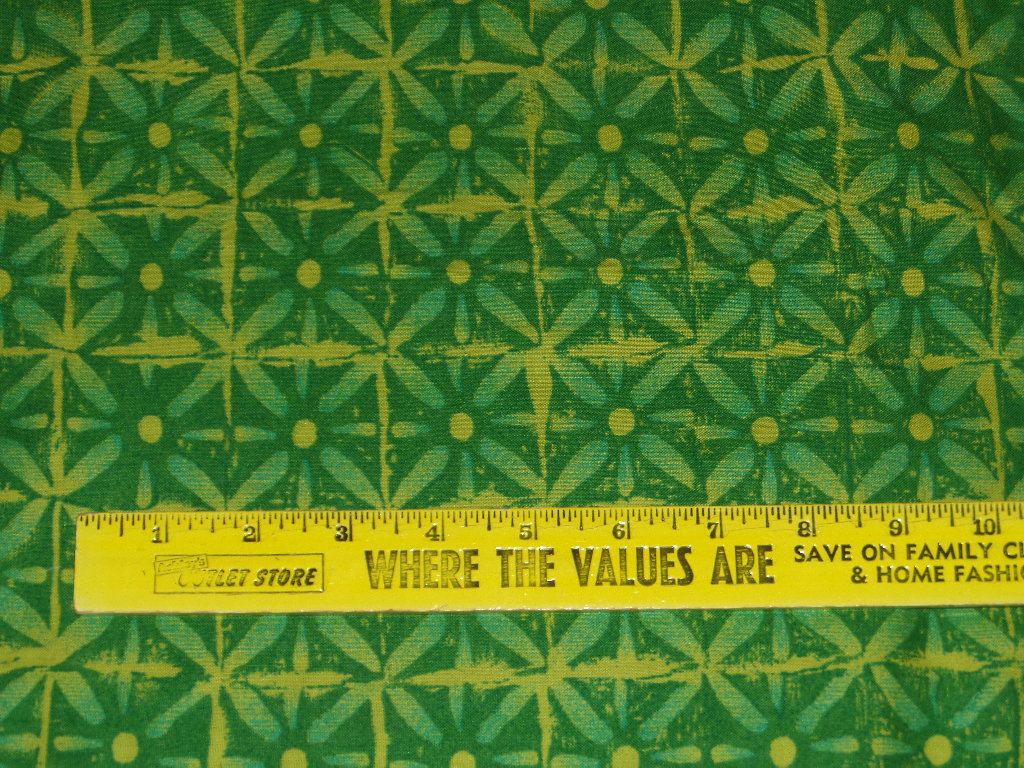 1 2 3 4 5 6 7 8 9 10
OUTLET STORE
WHERE THE VALUES ARE
SAVE ON FAMILY
& HOME